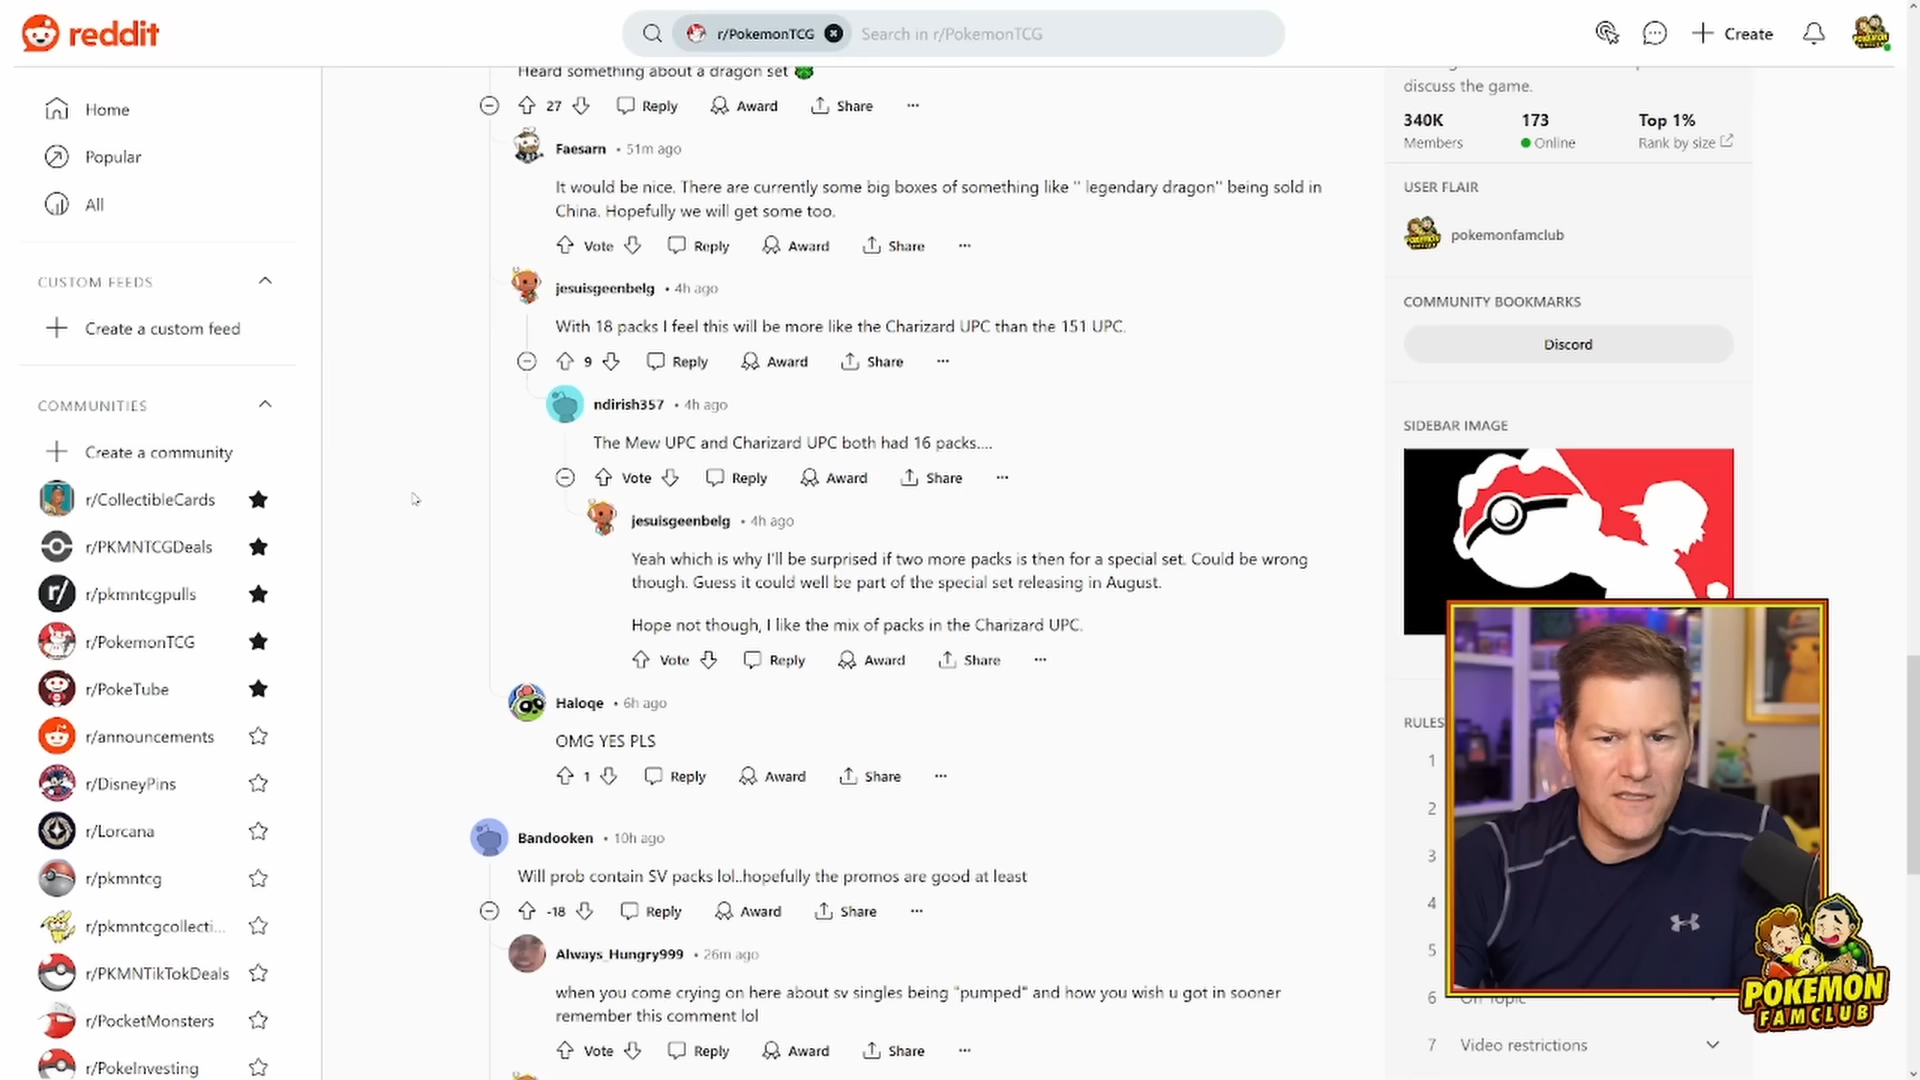 reddit
r/PokemonTCG
Search in r/PokemonTCG
Create
Home
Popular
All
CUSTOM FEEDS
Create a custom feed
COMMUNITIES
Create a community
r/CollectibleCards
r/PKMNTCGDeals
r/pkmntcgpulls
r/PokemonTCG
r/PokeTube
r/announcements
r/DisneyPins
r/Lorcana
r/pkmntcg
r/pkmntcgcollecti...
r/PKMNTikTokDeals
r/PocketMonsters
r/PokeInvesting
Heard something about a dragon set
27 Reply Award Share ...
Faesarn • 51m ago
It would be nice. There are currently some big boxes of something like " legendary dragon" being sold in
China. Hopefully we will get some too.
Vote Reply Award Share ...
jesuisgeenbelg • 4h ago
With 18 packs I feel this will be more like the Charizard UPC than the 151 UPC.
9 Reply Award Share ...
ndirish357 • 4h ago
The Mew UPC and Charizard UPC both had 16 packs....
Vote Reply Award Share ...
jesuisgeenbelg • 4h ago
Yeah which is why I'll be surprised if two more packs is then for a special set. Could be wrong
though. Guess it could well be part of the special set releasing in August.
Hope not though, I like the mix of packs in the Charizard UPC.
Vote Reply Award Share ...
Haloqe • 6h ago
OMG YES PLS
1 Reply Award Share ...
Bandooken • 10h ago
Will prob contain SV packs lol..hopefully the promos are good at least
-18 Reply Award Share ...
Always_Hungry999 • 26m ago
when you come crying on here about sv singles being "pumped" and how you wish u got in sooner
remember this comment lol
Vote Reply Award Share ...
discuss the game.
340K 173 Top 1%
Members Online Rank by size
USER FLAIR
pokemonfamclub
COMMUNITY BOOKMARKS
Discord
SIDEBAR IMAGE
RULES
1
2
3
4
5
6 On Topic
7 Video restrictions
POKEMON
FAMCLUB